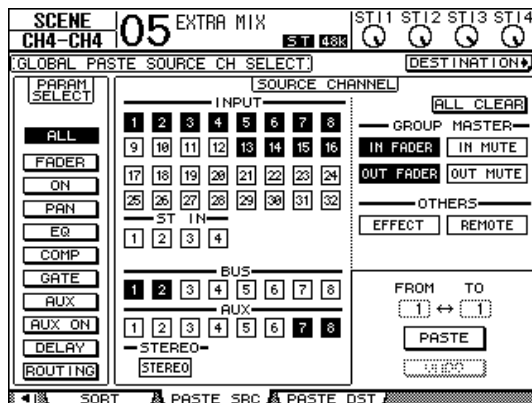 SCENE
CH4-CH4
05 EXTRA MIX
ST 48K
ST11 ST12 ST13 ST14
GLOBAL PASTE SOURCE CH SELECT.
DESTINATION
PARAM SELECT
ALL
FADER
ON
PAN
EQ
COMP
GATE
AUX
AUX ON
DELAY
ROUTING
SOURCE CHANNEL
INPUT
1 2 3 4 5 6 7 8
9 10 11 12 13 14 15 16
17 18 19 20 21 22 23 24
25 26 27 28 29 30 31 32
ST IN
1 2 3 4
BUS
1 2 3 4 5 6 7 8
AUX
1 2 3 4 5 6 7 8
STEREO
STEREO
ALL CLEAR
GROUP MASTER
IN FADER IN MUTE
OUT FADER OUT MUTE
OTHERS
EFFECT REMOTE
FROM TO
1 ↔ 1
PASTE
UNDO
SORT PASTE SRC PASTE DST